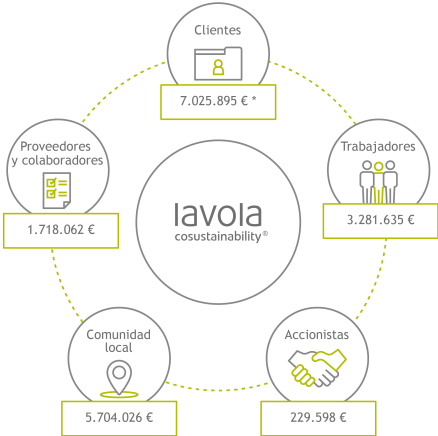 Clientes
7.025.895 € *
Proveedores
y colaboradores
1.718.062 €
Trabajadores
3.281.635 €
lavola
cosustainability®
Comunidad
local
5.704.026 €
Accionistas
229.598 €